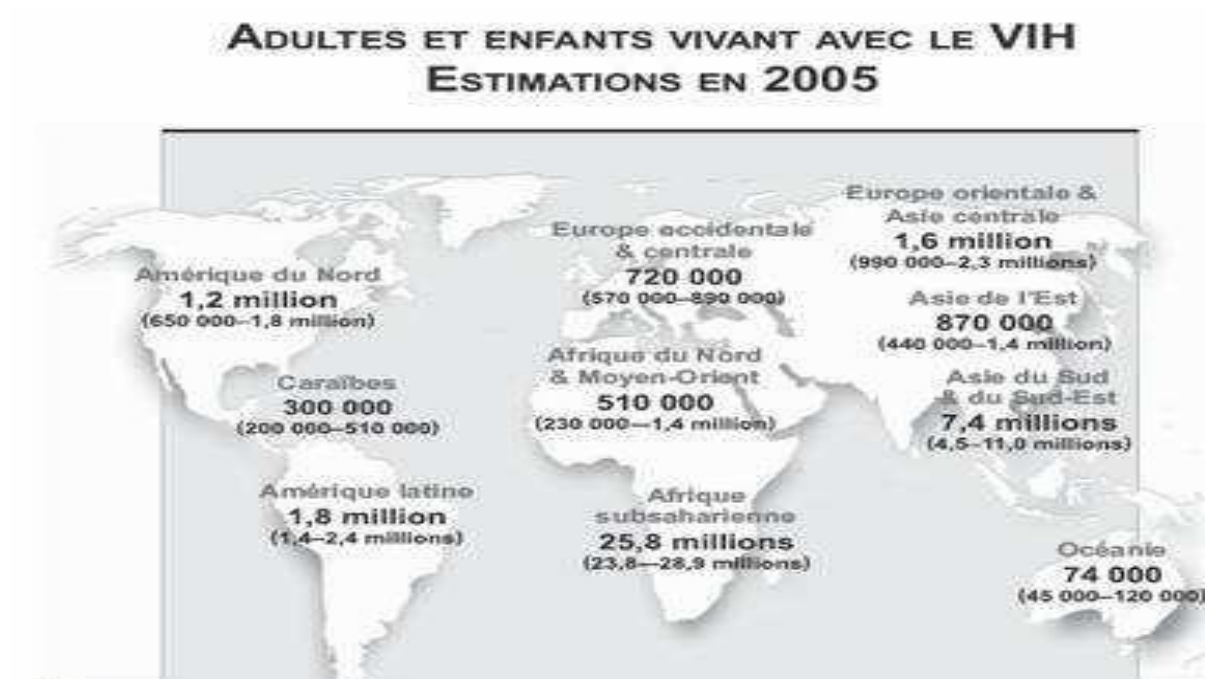 ADULTES ET ENFANTS VIVANT AVEC LE VIH
ESTIMATIONS EN 2005
Europe orientale &
Asie centrale
1,6 million
(990 000–2,3 millions)
Europe occidentale
& centrale
720 000
(570 000–890 000)
Amérique du Nord
1,2 million
(650 000–1,8 million)
Asie de l'Est
870 000
(440 000–1,4 million)
Afrique du Nord
& Moyen-Orient
510 000
(230 000–1,4 million)
Caraïbes
300 000
(200 000–510 000)
Asie du Sud
& du Sud-Est
7,4 millions
(4,5–11,0 millions)
Amérique latine
1,8 million
(1,4–2,4 millions)
Afrique
subsaharienne
25,8 millions
(23,8–28,9 millions)
Océanie
74 000
(45 000–120 000)